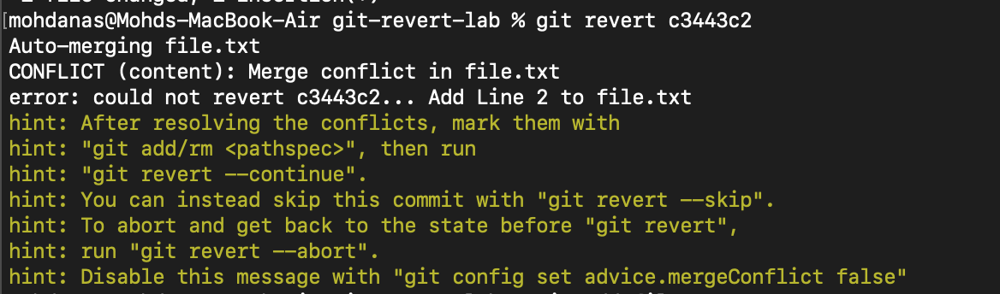 [mohdanas@Mohds-MacBook-Air git-revert-lab % git revert c3443c2
Auto-merging file.txt
CONFLICT (content): Merge conflict in file.txt
error: could not revert c3443c2... Add Line 2 to file.txt
hint: After resolving the conflicts, mark them with
hint: "git add/rm <pathspec>", then run
hint: "git revert --continue".
hint: You can instead skip this commit with "git revert --skip".
hint: To abort and get back to the state before "git revert",
hint: run "git revert --abort".
hint: Disable this message with "git config set advice.mergeConflict false"